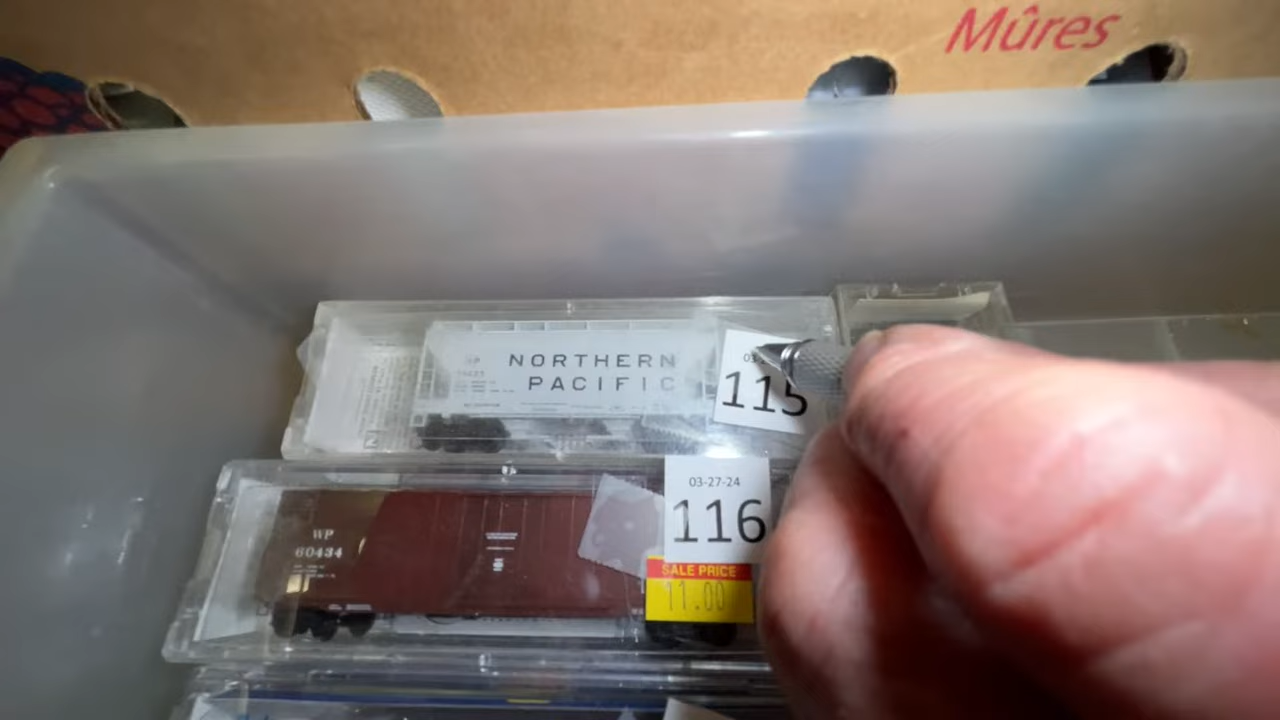 Mûres
NORTHERN
PACIFIC
115
03-27-24
116
WP
60434
SALE PRICE
11.00